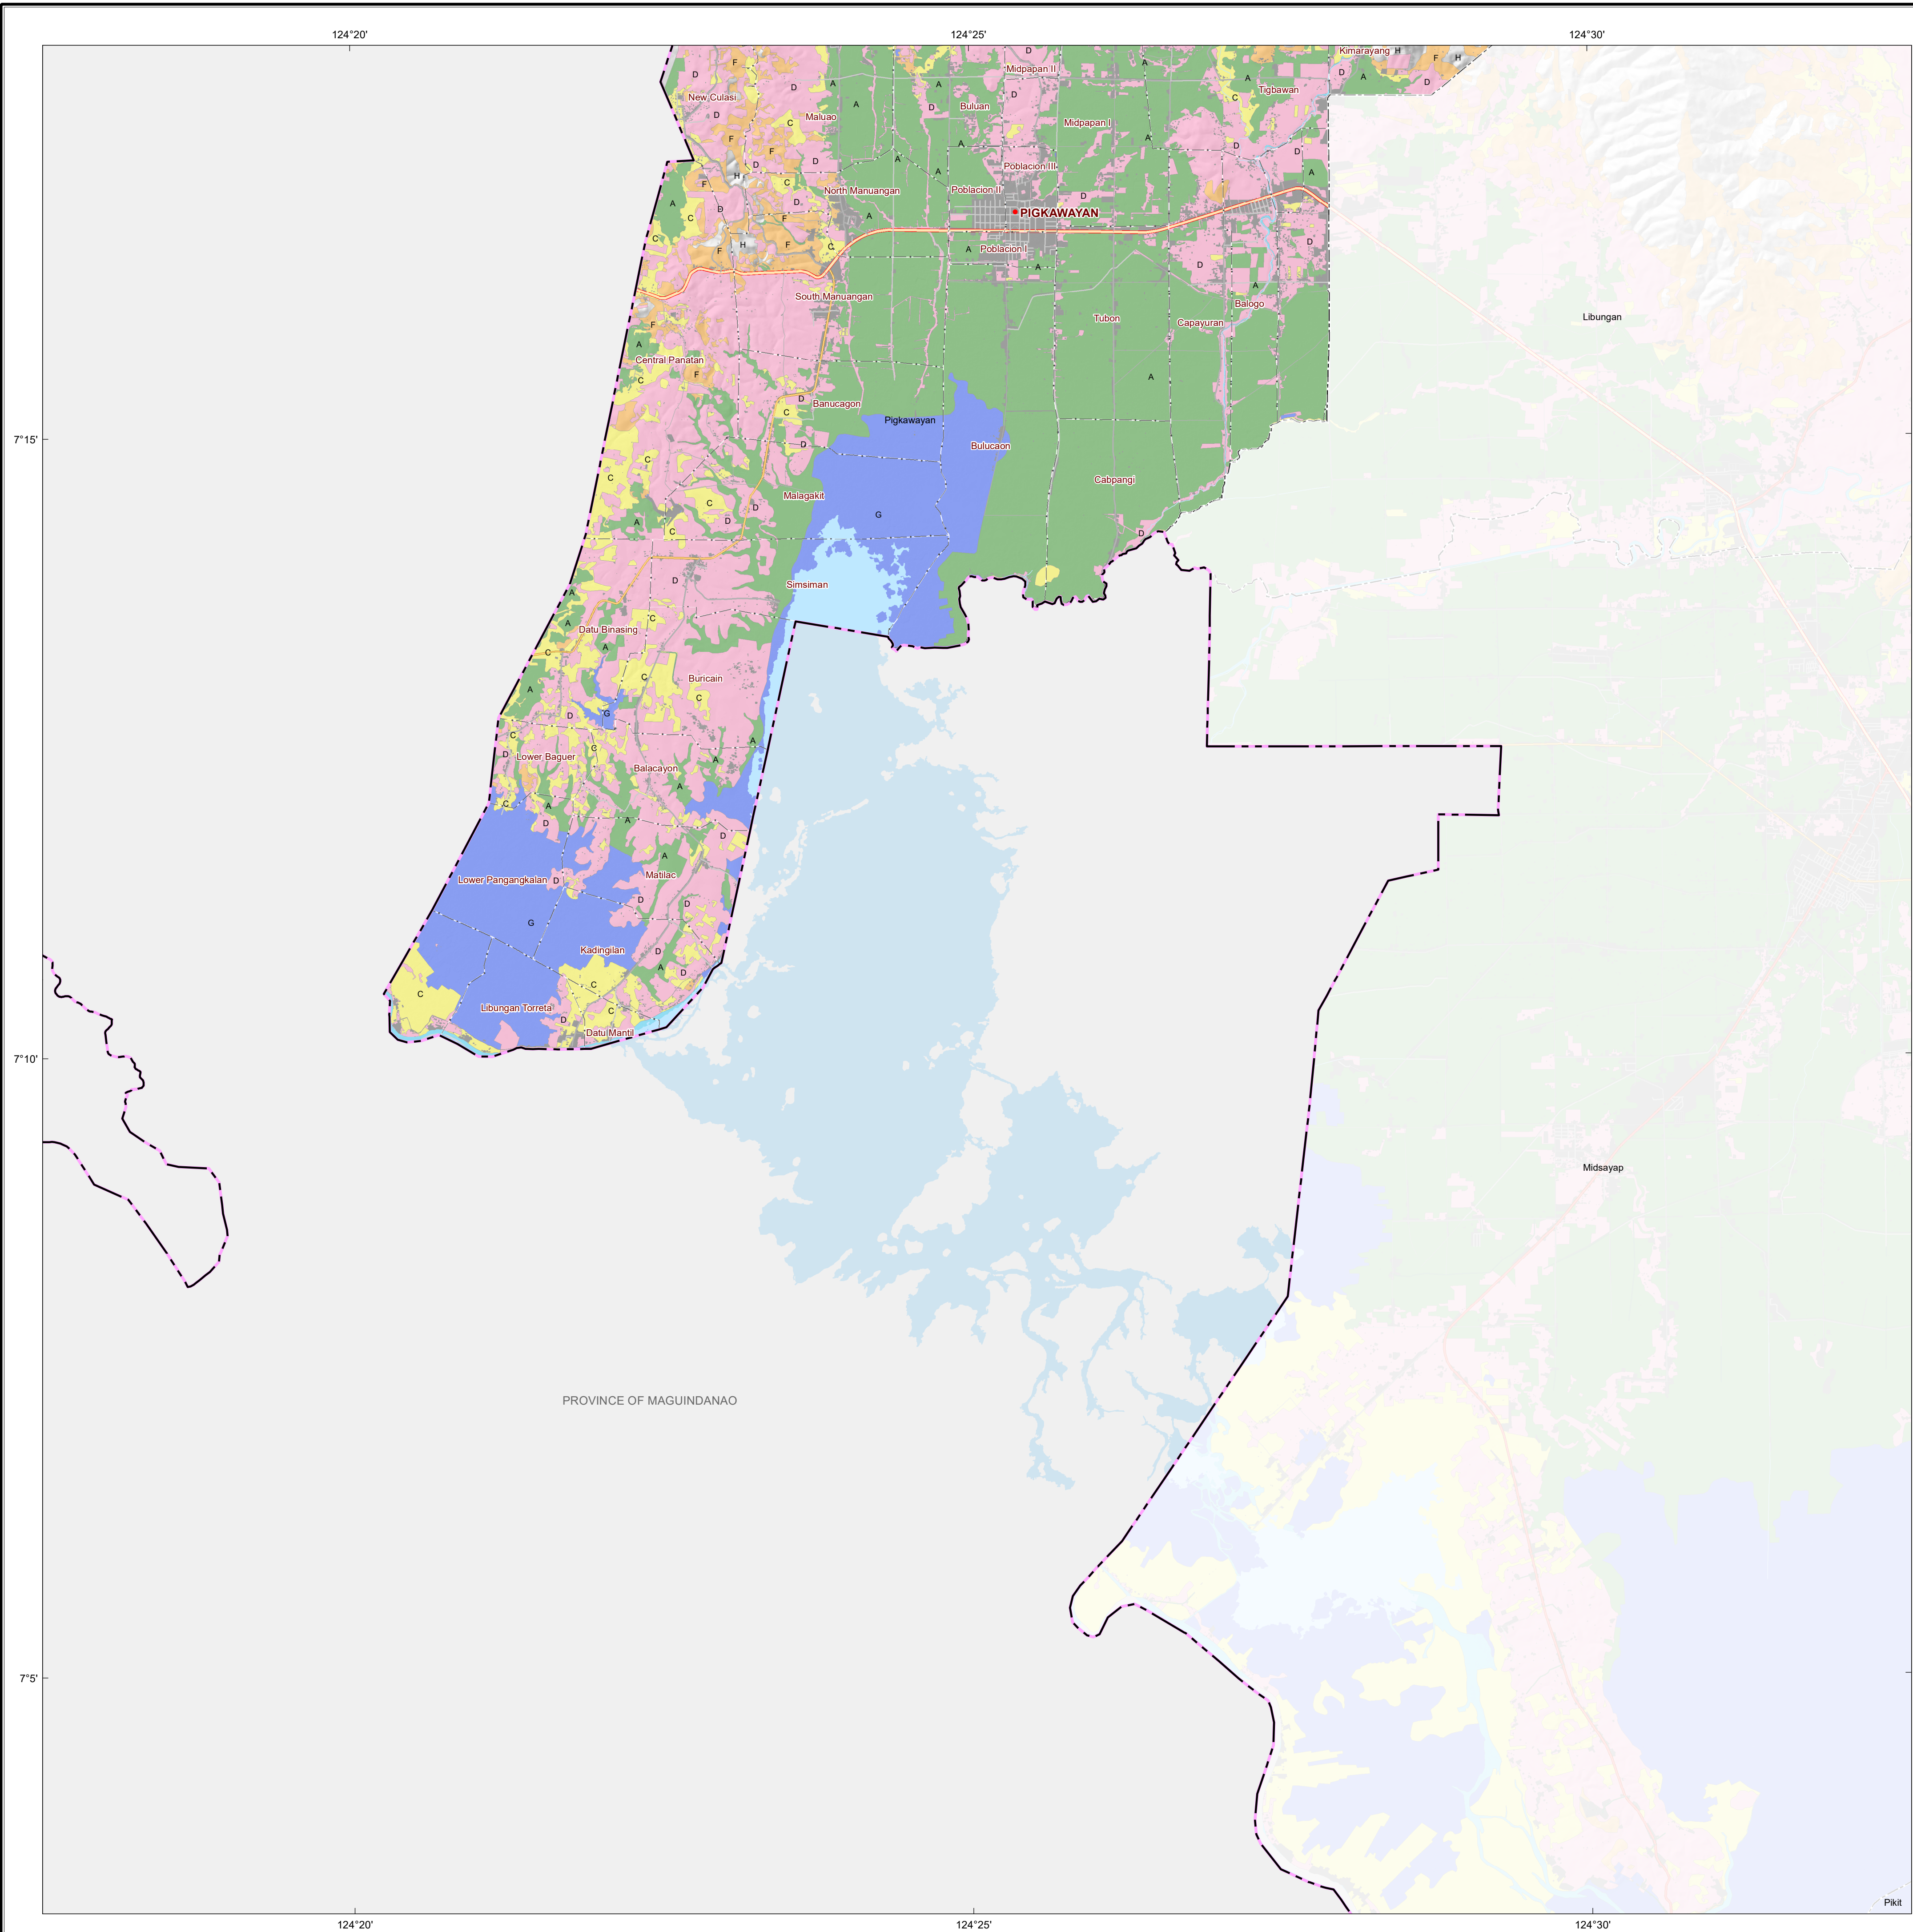 124°20'
124°25'
124°30'
Kimarayang
H
F
H
D
A
D
D
Midpapan II
A
F
D
D
A
A
A
Tigbawan
New Culasi
A
Buluan
D
D
C
D
C
Maluao
Midpapan I
F
F
A
A
A
D
D
D
D
A
Poblacion III
H
F
C
North Manuangan
Poblacion II
A
A
D
D
A
C
D
F
A
PIGKAWAYAN
C
H
F
F
C
A
Poblacion I
D
A
D
A
South Manuangan
Balogo
Libungan
F
Tubon
Capayuran
A
Central Panatan
C
F
A
D
C
Banucagon
Pigkawayan
7°15'
D
Bulucaon
C
C
Cabpangi
Malagakit
C
D
G
A
D
C
D
D
Simsiman
A
C
A
Datu Binasing
A
C
Buricain
C
A
C
D
G
C
C
A
D
Lower Baguer
Balacayon
A
A
C
A
D
A
D
A
Matilac
Lower Pangangkalan
D
D
D
G
Kadingilan
D
A
D
C
C
Libungan Torreta
C
D
Datu Mantil
7°10'
Midsayap
PROVINCE OF MAGUINDANAO
7°5'
Pikit
124°20'
124°25'
124°30'